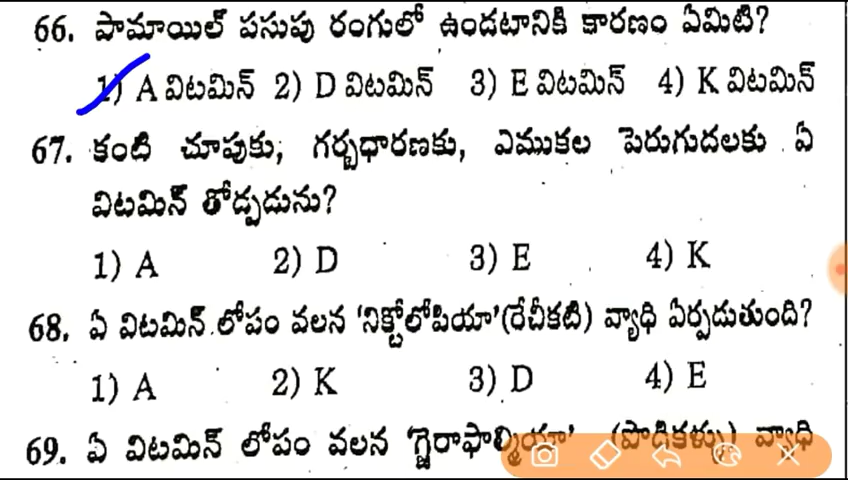 66. పామాయిల్ పసుపు రంగులో ఉండటానికి కారణం ఏమిటి?
1) A విటమిన్ 2) D విటమిన్ 3) E విటమిన్ 4) K విటమిన్
67. కంటి చూపుకు, గర్భధారణకు, ఎముకల పెరుగుదలకు ఏ
విటమిన్ తోడ్పడును?
1) A 2) D 3) E 4) K
68. ఏ విటమిన్ లోపం వలన 'నిక్టోలోపియా' (రేచీకటి) వ్యాధి ఏర్పడుతుంది?
1) A 2) K 3) D 4) E
69. ఏ విటమిన్ లోపం వలన 'గ్జెరాఫాల్మియా' (పొడికళ్ళు) వ్యాధి